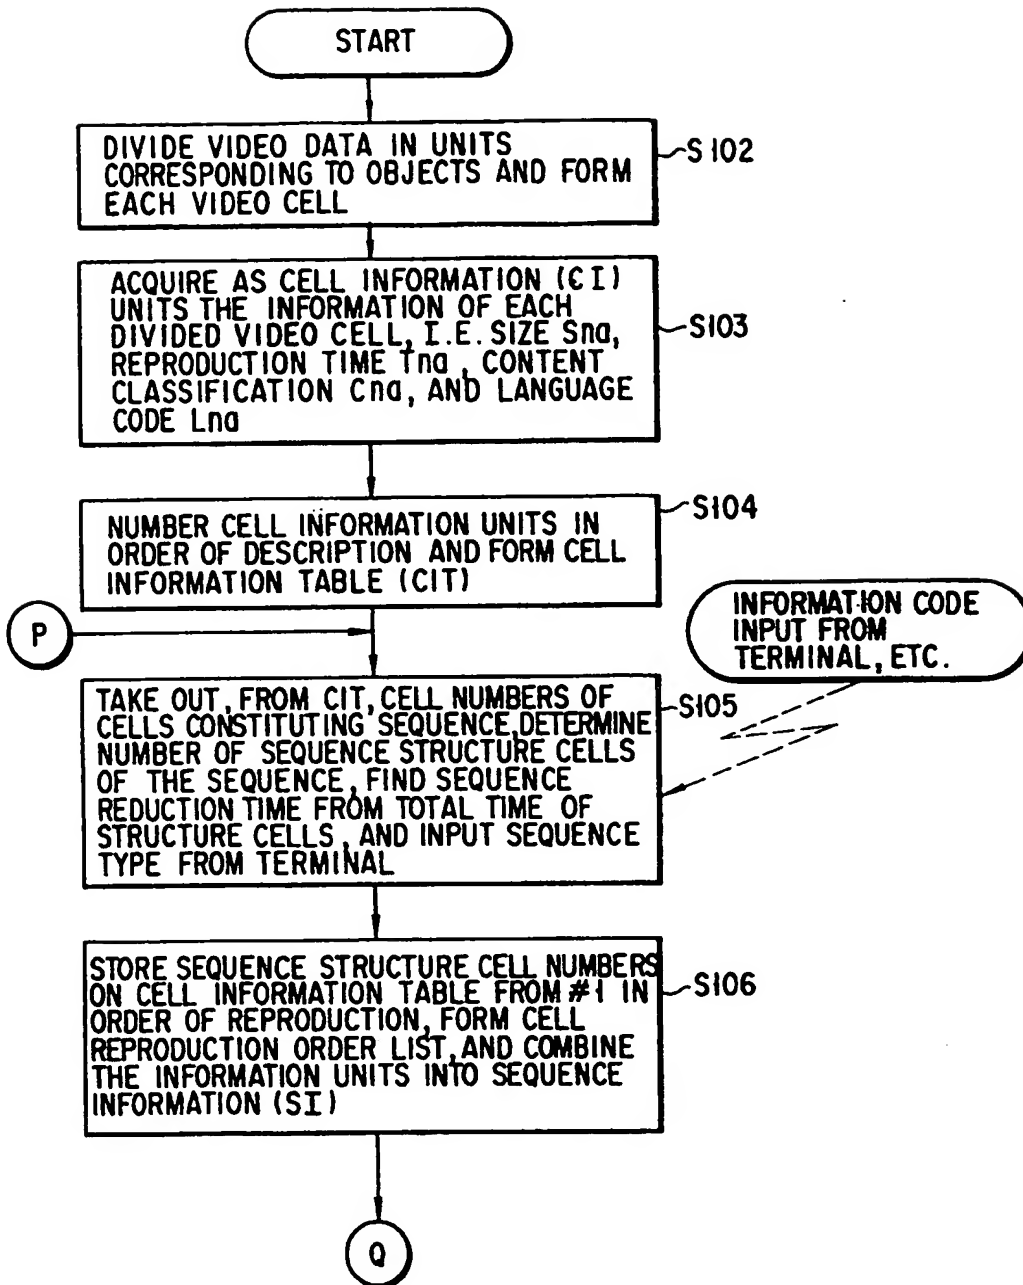 START
DIVIDE VIDEO DATA IN UNITS
CORRESPONDING TO OBJECTS AND FORM
EACH VIDEO CELL
S102
ACQUIRE AS CELL INFORMATION (CI)
UNITS THE INFORMATION OF EACH
DIVIDED VIDEO CELL, I.E. SIZE Sna,
REPRODUCTION TIME Tna, CONTENT
CLASSIFICATION Cna, AND LANGUAGE
CODE Lna
S103
NUMBER CELL INFORMATION UNITS IN
ORDER OF DESCRIPTION AND FORM CELL
INFORMATION TABLE (CIT)
S104
P
INFORMATION CODE
INPUT FROM
TERMINAL, ETC.
TAKE OUT, FROM CIT, CELL NUMBERS OF
CELLS CONSTITUTING SEQUENCE, DETERMINE
NUMBER OF SEQUENCE STRUCTURE CELLS
OF THE SEQUENCE, FIND SEQUENCE
REDUCTION TIME FROM TOTAL TIME OF
STRUCTURE CELLS, AND INPUT SEQUENCE
TYPE FROM TERMINAL
S105
STORE SEQUENCE STRUCTURE CELL NUMBERS
ON CELL INFORMATION TABLE FROM #1 IN
ORDER OF REPRODUCTION, FORM CELL
REPRODUCTION ORDER LIST, AND COMBINE
THE INFORMATION UNITS INTO SEQUENCE
INFORMATION (SI)
S106
Q